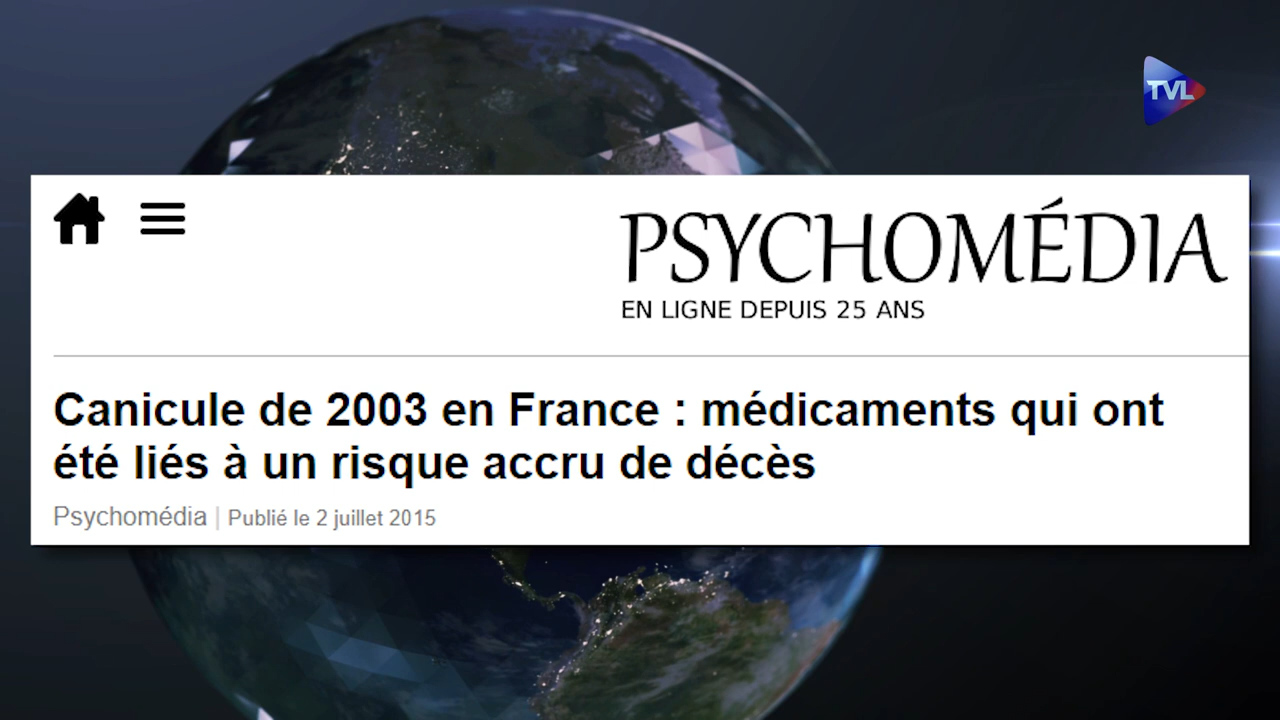 TVL
PSYCHOMÉDIA
EN LIGNE DEPUIS 25 ANS
Canicule de 2003 en France : médicaments qui ont
été liés à un risque accru de décès
Psychomédia | Publié le 2 juillet 2015